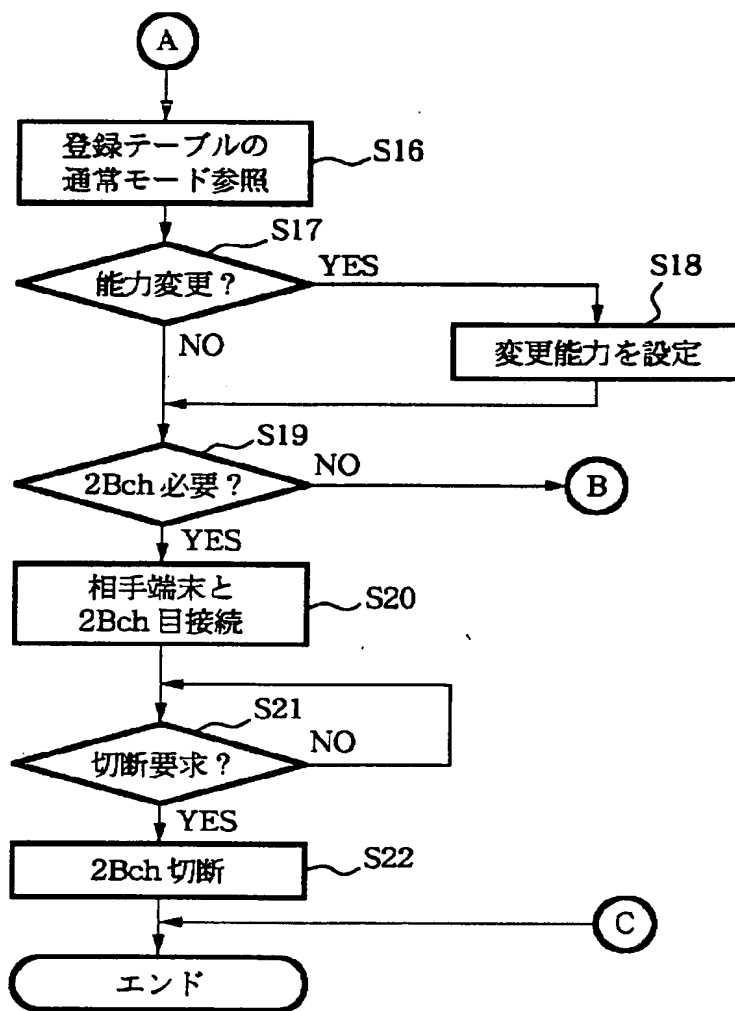 A
登録テーブルの
通常モード参照
S16
S17
能力変更？
YES
S18
NO
変更能力を設定
S19
2Bch 必要？
NO
B
YES
相手端末と
2Bch 目接続
S20
S21
切断要求？
NO
YES
2Bch 切断
S22
C
エンド